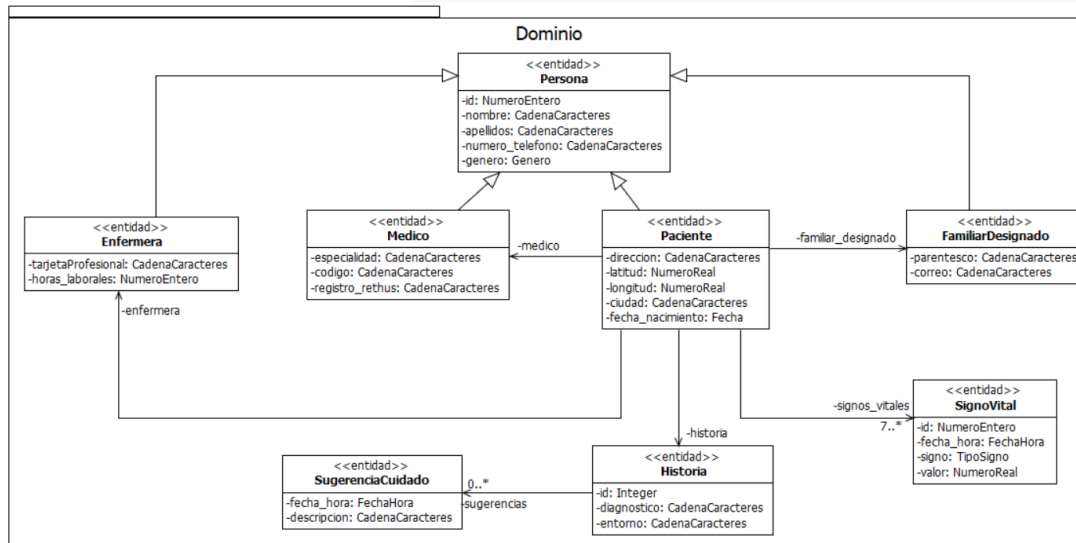 Dominio
<<entidad>>
Persona
-id: NumeroEntero
-nombre: CadenaCaracteres
-apellidos: CadenaCaracteres
-numero_telefono: CadenaCaracteres
-genero: Genero
<<entidad>>
Enfermera
-tarjetaProfesional: CadenaCaracteres
-horas_laborales: NumeroEntero
<<entidad>>
Medico
-especialidad: CadenaCaracteres
-codigo: CadenaCaracteres
-registro_rethus: CadenaCaracteres
-medico
<<entidad>>
Paciente
-direccion: CadenaCaracteres
-latitud: NumeroReal
-longitud: NumeroReal
-ciudad: CadenaCaracteres
-fecha_nacimiento: Fecha
-familiar_designado
<<entidad>>
FamiliarDesignado
-parentesco: CadenaCaracteres
-correo: CadenaCaracteres
-enfermera
-signos_vitales
7..*
<<entidad>>
SignoVital
-id: NumeroEntero
-fecha_hora: FechaHora
-signo: TipoSigno
-valor: NumeroReal
-historia
<<entidad>>
SugerenciaCuidado
-fecha_hora: FechaHora
-descripcion: CadenaCaracteres
0..*
-sugerencias
<<entidad>>
Historia
-id: Integer
-diagnostico: CadenaCaracteres
-entorno: CadenaCaracteres